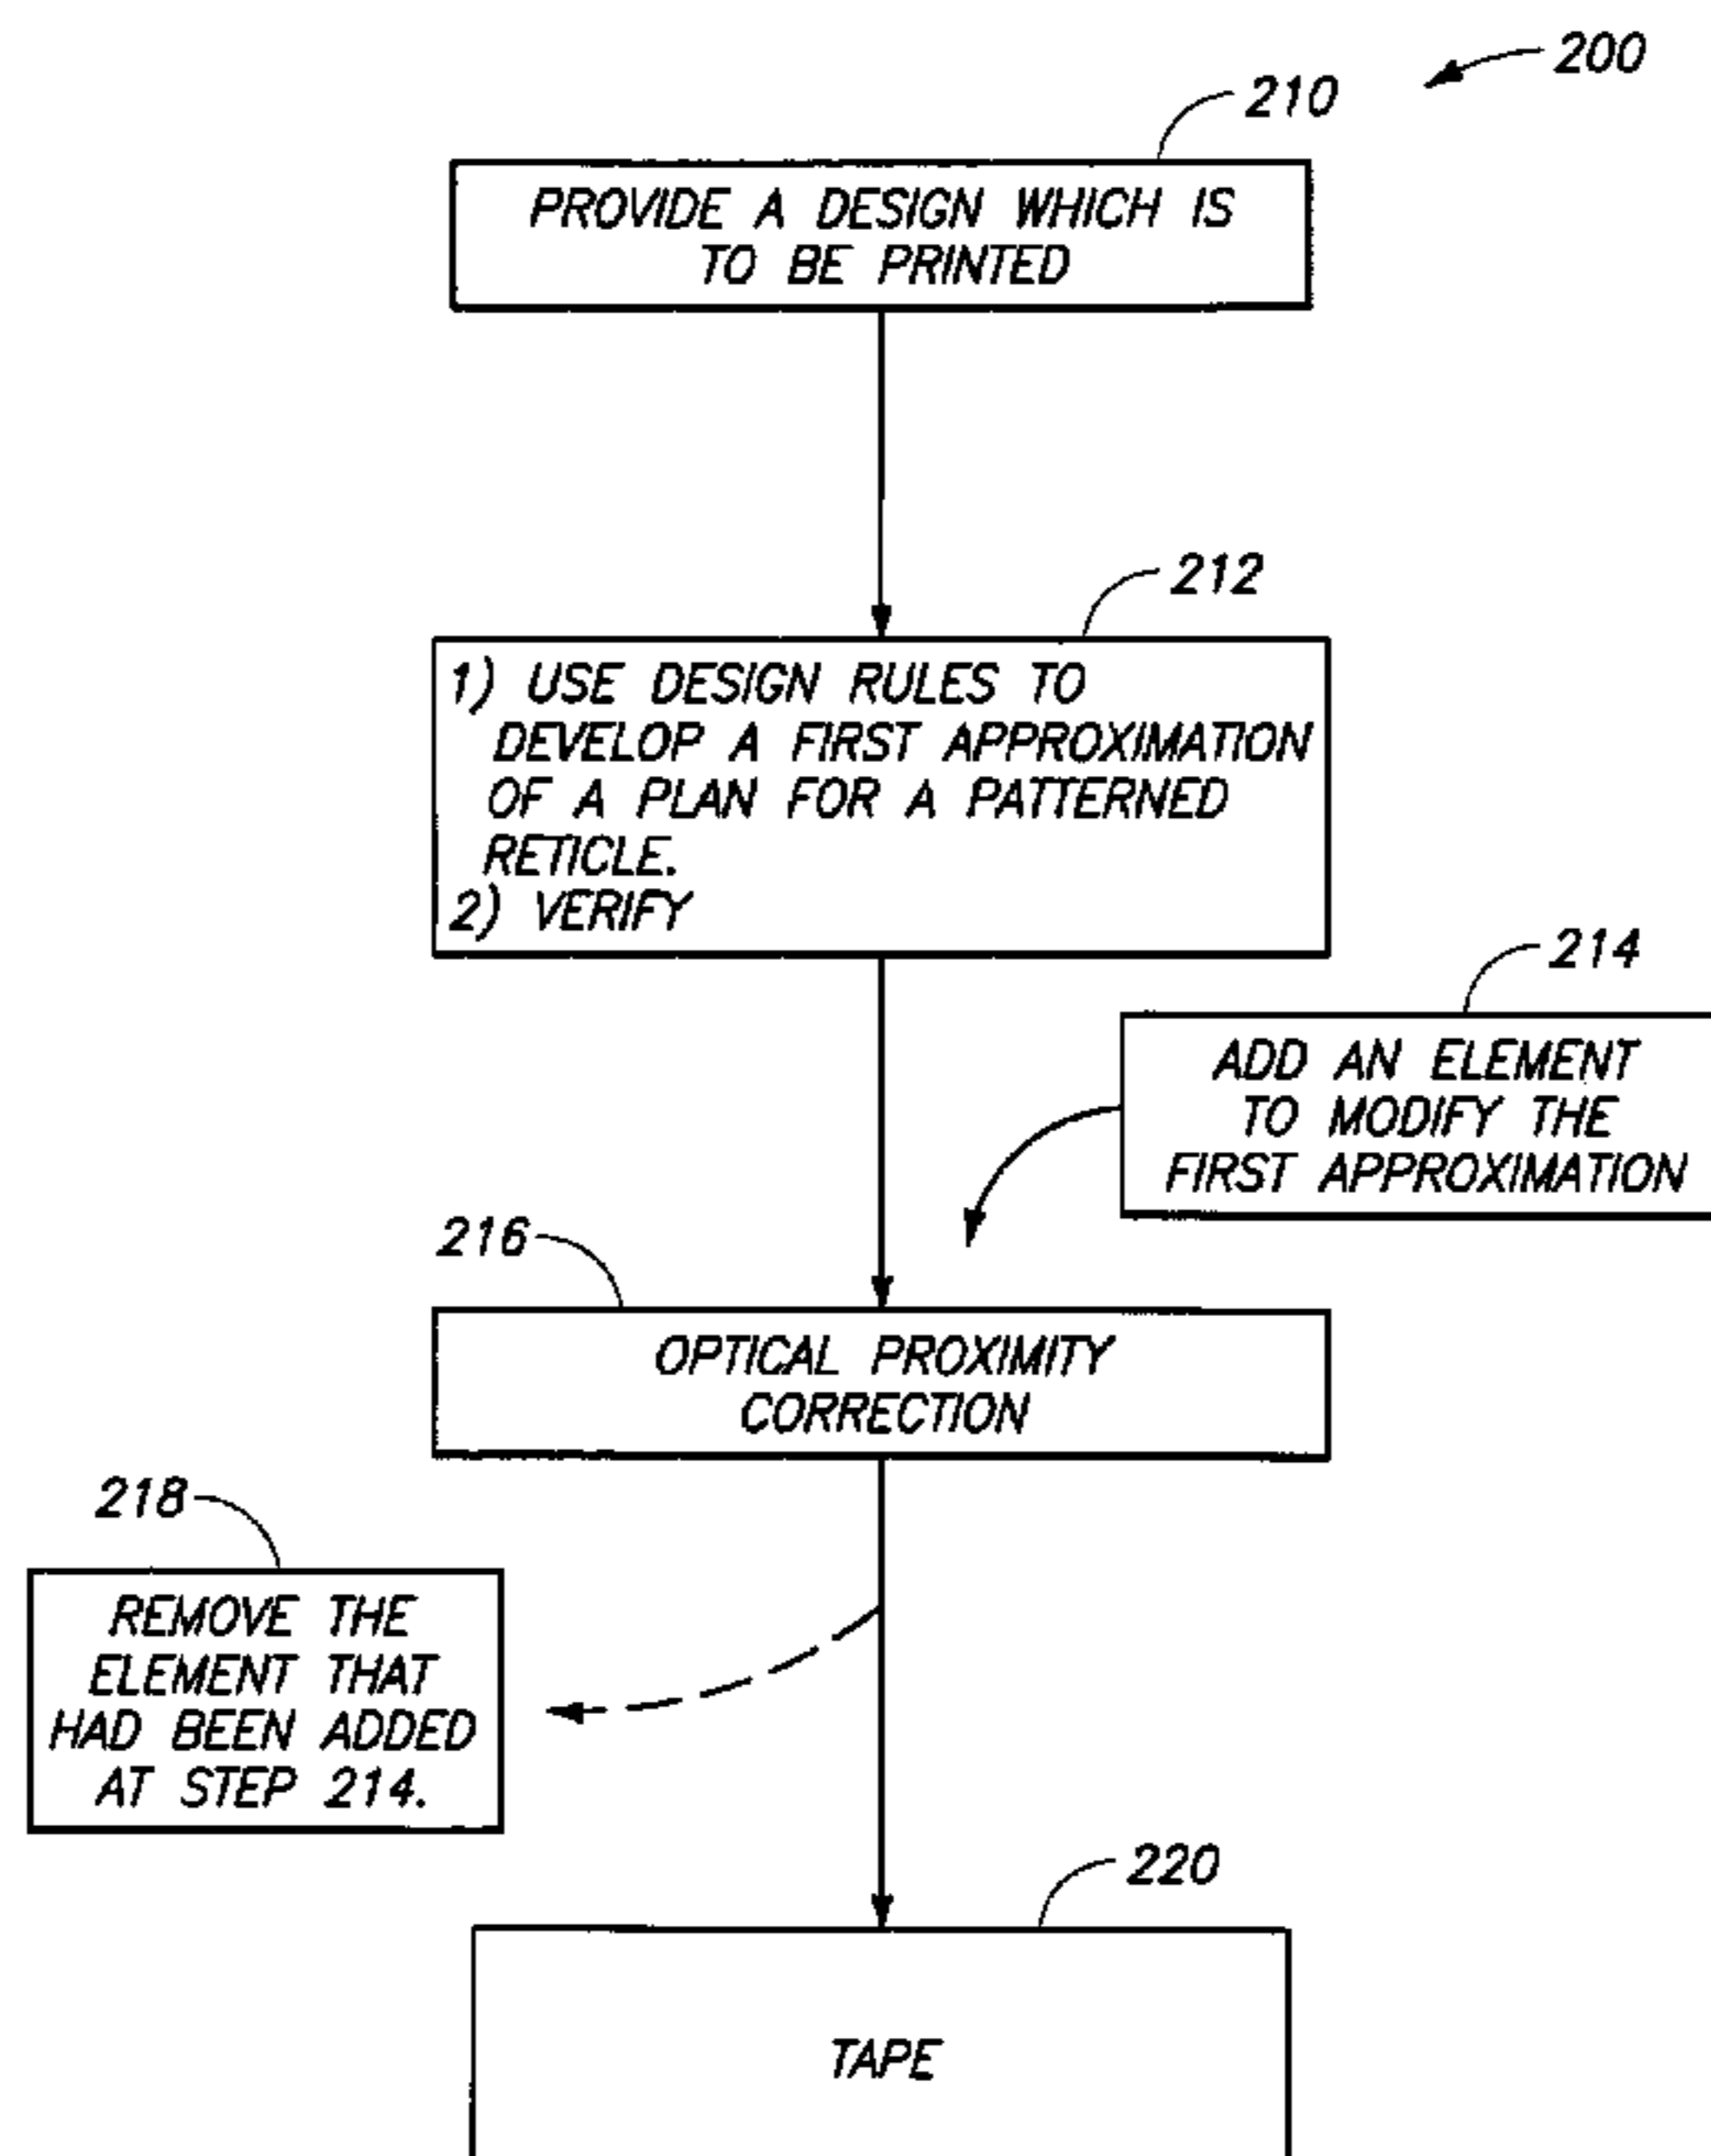 200
210
PROVIDE A DESIGN WHICH IS
TO BE PRINTED
212
1) USE DESIGN RULES TO
DEVELOP A FIRST APPROXIMATION
OF A PLAN FOR A PATTERNED
RETICLE.
2) VERIFY
214
ADD AN ELEMENT
TO MODIFY THE
FIRST APPROXIMATION
216
OPTICAL PROXIMITY
CORRECTION
218
REMOVE THE
ELEMENT THAT
HAD BEEN ADDED
AT STEP 214.
220
TAPE